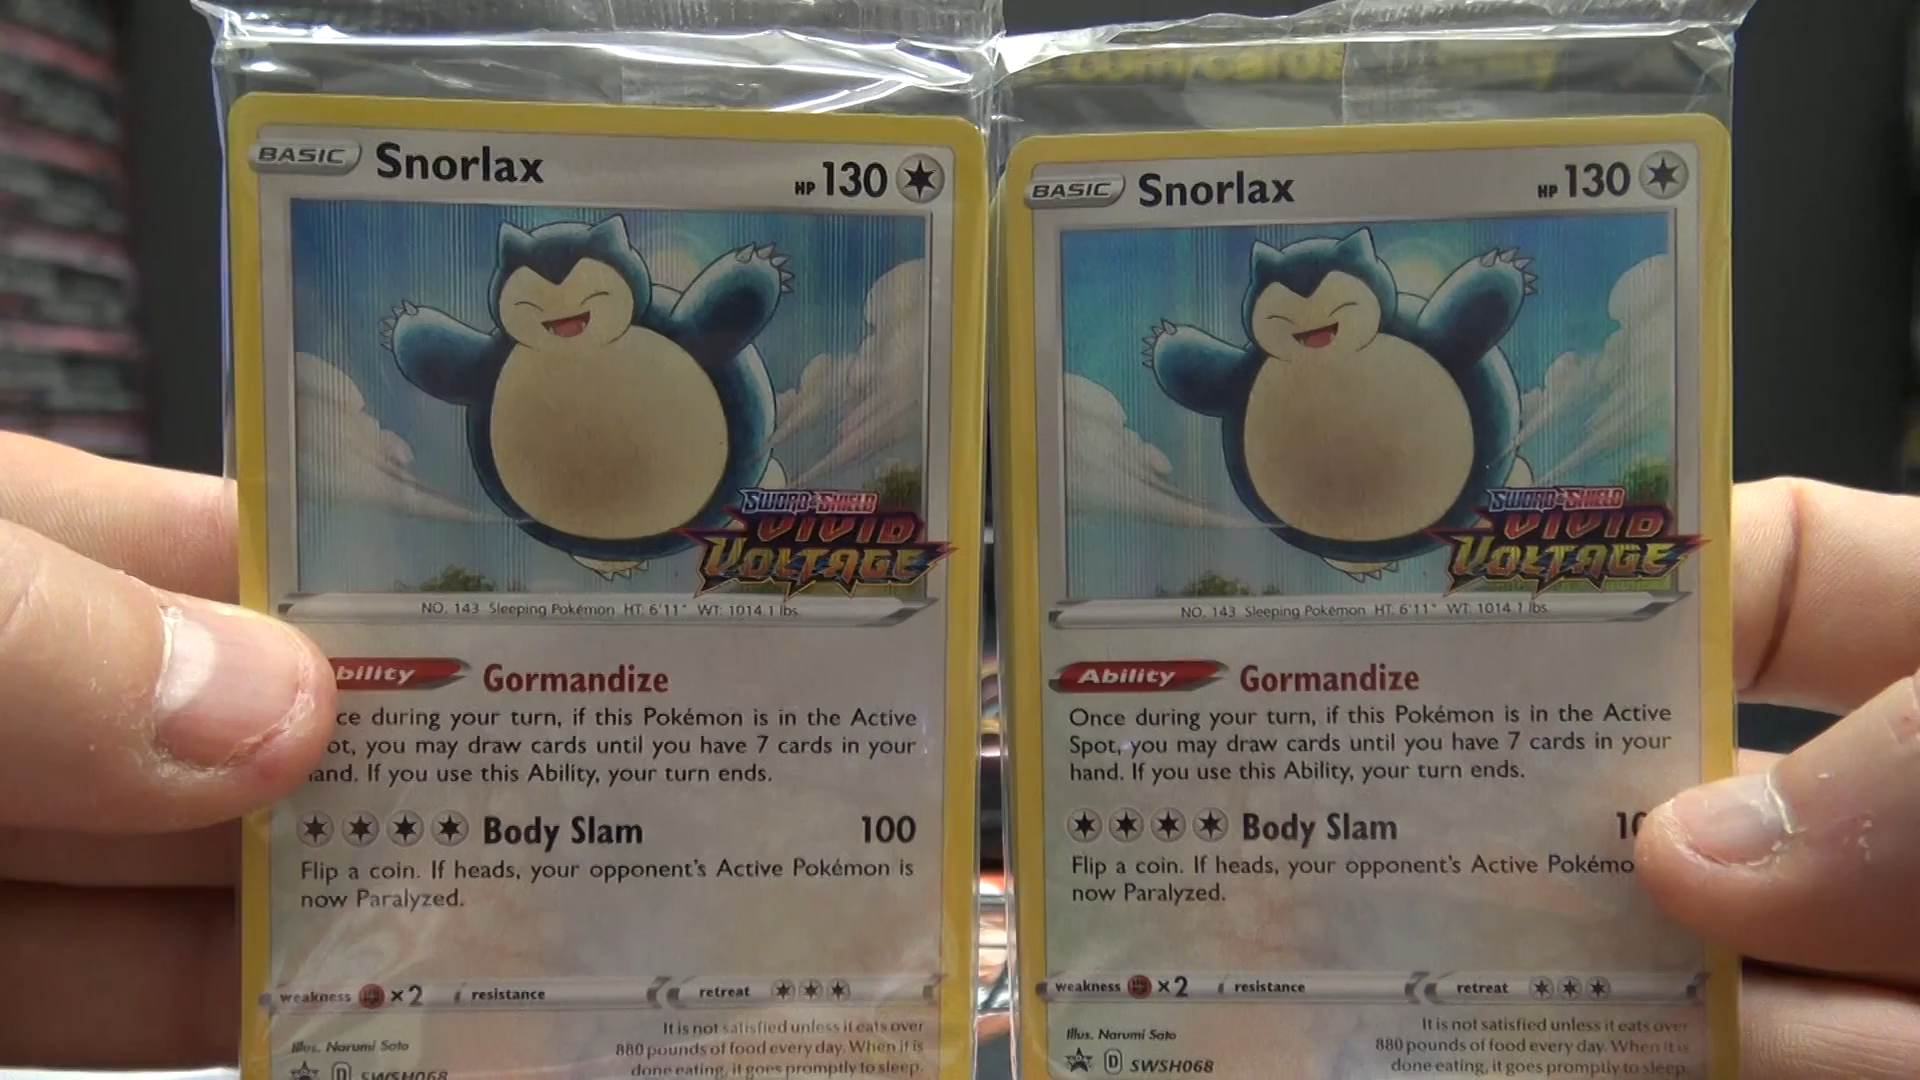 BASIC Snorlax HP 130
SWORD & SHIELD
VIVID
VOLTAGE
NO. 143 Sleeping Pokémon HT: 6'11" WT: 1014.1 lbs.
bility Gormandize
ce during your turn, if this Pokémon is in the Active
ot, you may draw cards until you have 7 cards in your
and. If you use this Ability, your turn ends.
Body Slam 100
Flip a coin. If heads, your opponent's Active Pokémon is
now Paralyzed.
weakness ×2 resistance retreat
Illus. Narumi Sato
It is not satisfied unless it eats over
880 pounds of food every day. When it is
done eating, it goes promptly to sleep.
D SWSH068
BASIC Snorlax HP 130
SWORD & SHIELD
VIVID
VOLTAGE
NO. 143 Sleeping Pokémon HT: 6'11" WT: 1014.1 lbs.
Ability Gormandize
Once during your turn, if this Pokémon is in the Active
Spot, you may draw cards until you have 7 cards in your
hand. If you use this Ability, your turn ends.
Body Slam 10
Flip a coin. If heads, your opponent's Active Pokémo
now Paralyzed.
weakness ×2 resistance retreat
Illus. Narumi Sato
It is not satisfied unless it eats over
880 pounds of food every day. When it is
done eating, it goes promptly to sleep.
D SWSH068